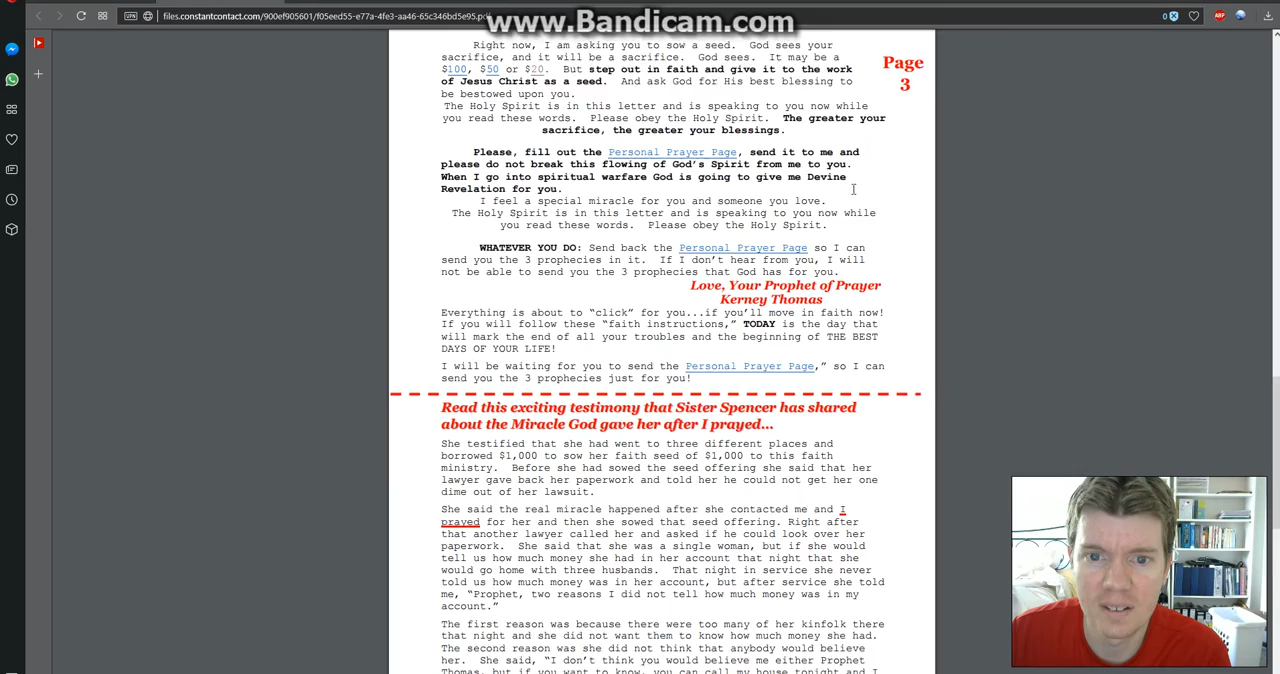 www.Bandicam.com
VPN files.constantcontact.com/900ef905601/f05eed55-e77a-4fe3-aa46-65c346bd5e95.pdf
0
ABP
Right now, I am asking you to sow a seed. God sees your
sacrifice, and it will be a sacrifice. God sees. It may be a
$100, $50 or $20. But step out in faith and give it to the work
of Jesus Christ as a seed. And ask God for His best blessing to
be bestowed upon you.
Page
3
The Holy Spirit is in this letter and is speaking to you now while
you read these words. Please obey the Holy Spirit. The greater your
sacrifice, the greater your blessings.
Please, fill out the Personal Prayer Page, send it to me and
please do not break this flowing of God's Spirit from me to you.
When I go into spiritual warfare God is going to give me Devine
Revelation for you.
I feel a special miracle for you and someone you love.
The Holy Spirit is in this letter and is speaking to you now while
you read these words. Please obey the Holy Spirit.
WHATEVER YOU DO: Send back the Personal Prayer Page so I can
send you the 3 prophecies in it. If I don't hear from you, I will
not be able to send you the 3 prophecies that God has for you.
Love, Your Prophet of Prayer
Kerney Thomas
Everything is about to “click” for you...if you'll move in faith now!
If you will follow these “faith instructions,” TODAY is the day that
will mark the end of all your troubles and the beginning of THE BEST
DAYS OF YOUR LIFE!
I will be waiting for you to send the Personal Prayer Page,” so I can
send you the 3 prophecies just for you!
Read this exciting testimony that Sister Spencer has shared
about the Miracle God gave her after I prayed...
She testified that she had went to three different places and
borrowed $1,000 to sow her faith seed of $1,000 to this faith
ministry. Before she had sowed the seed offering she said that her
lawyer gave back her paperwork and told her he could not get her one
dime out of her lawsuit.
She said the real miracle happened after she contacted me and I
prayed for her and then she sowed that seed offering. Right after
that another lawyer called her and asked if he could look over her
paperwork. She said that she was a single woman, but if she would
tell us how much money she had in her account that night that she
would go home with three husbands. That night in service she never
told us how much money was in her account, but after service she told
me, “Prophet, two reasons I did not tell how much money was in my
account.”
The first reason was because there were too many of her kinfolk there
that night and she did not want them to know how much money she had.
The second reason was she did not think that anybody would believe
her. She said, “I don't think you would believe me either Prophet
Thomas, but if you want to know, you can call my house tonight and I